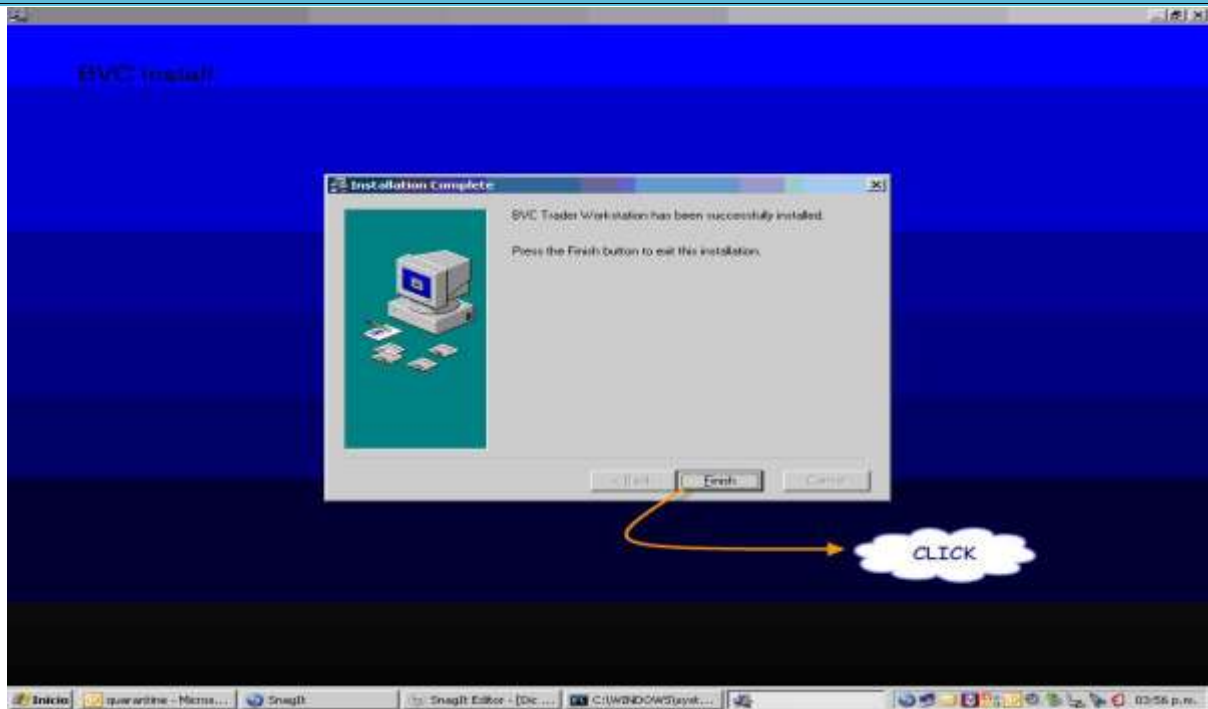 BVC Install
Installation Complete
BVC Trader Workstation has been successfully installed.
Press the Finish button to exit this installation.
< Back Finish Cancel
CLICK
Inicio quarantine - Micros... SnagIt SnagIt Editor - [Dic ... C:\WINDOWS\syst... 03:56 p.m.